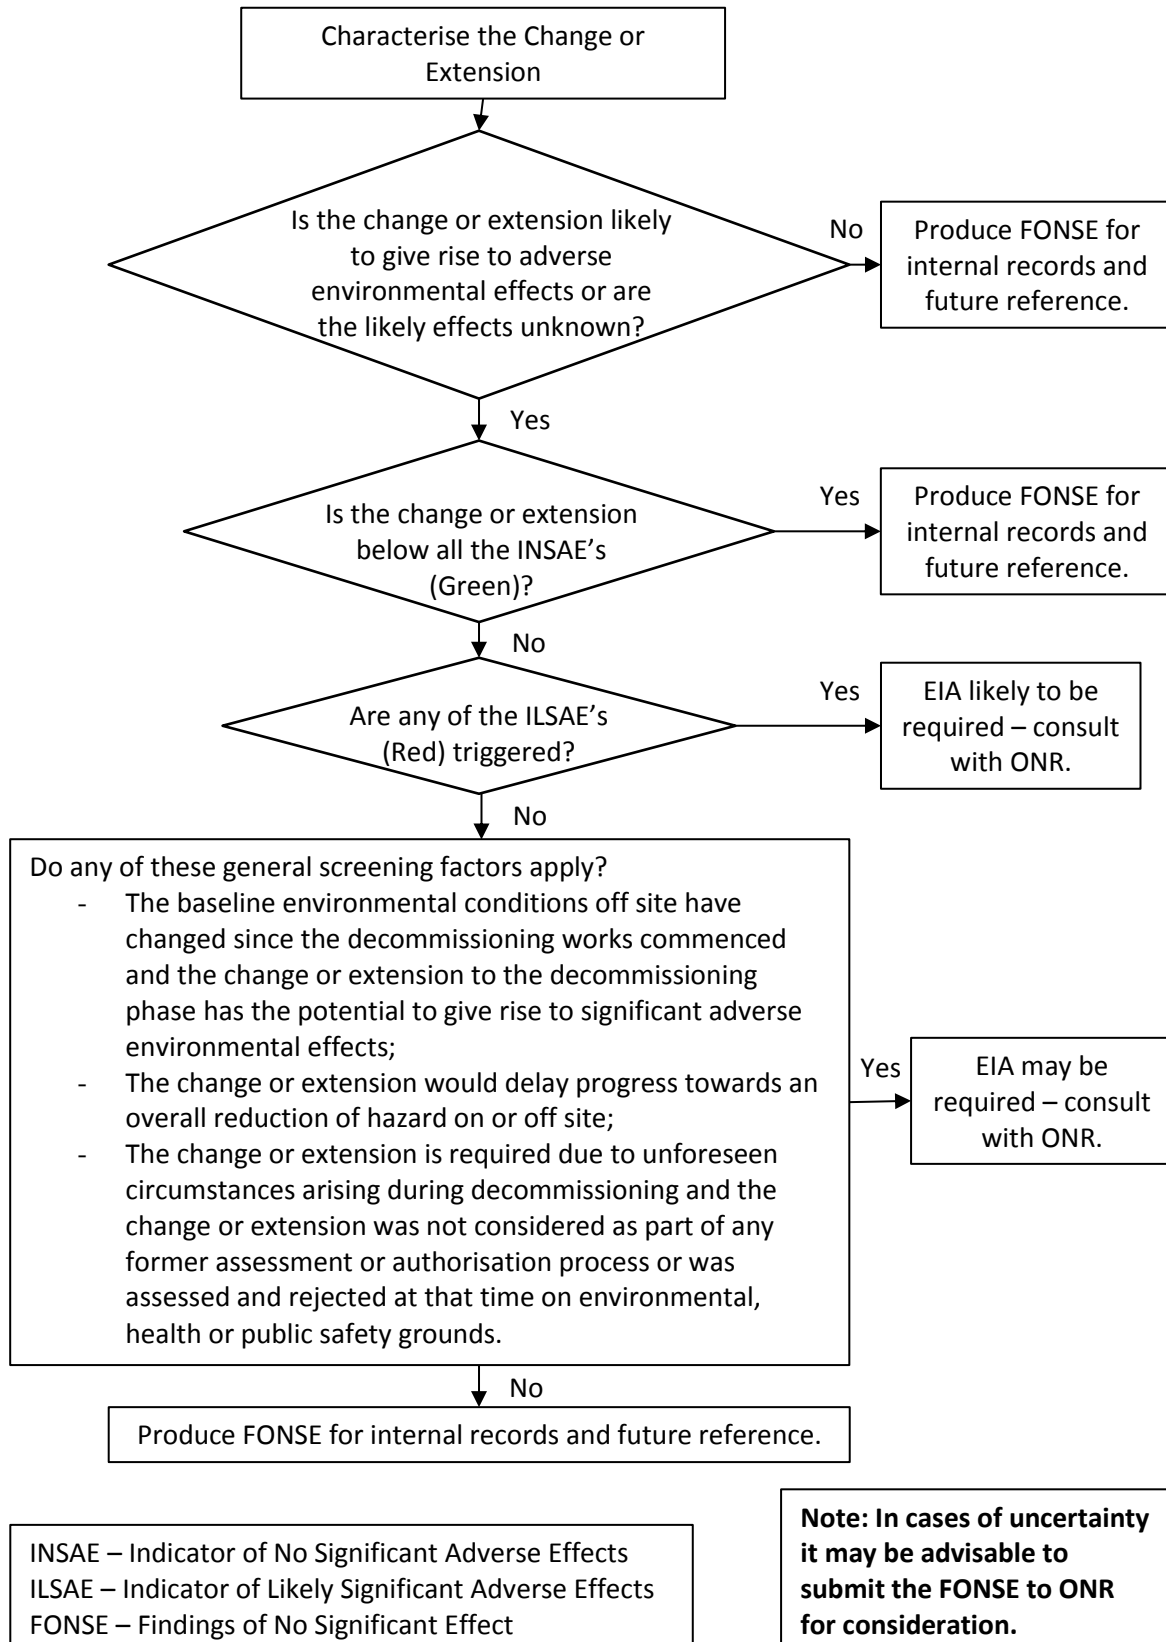 Characterise the Change or
Extension
Is the change or extension likely
to give rise to adverse
environmental effects or are
the likely effects unknown?
No
Produce FONSE for
internal records and
future reference.
Yes
Is the change or extension
below all the INSAE’s
(Green)?
Yes
Produce FONSE for
internal records and
future reference.
No
Are any of the ILSAE’s
(Red) triggered?
Yes
EIA likely to be
required – consult
with ONR.
No
Do any of these general screening factors apply?
- The baseline environmental conditions off site have
changed since the decommissioning works commenced
and the change or extension to the decommissioning
phase has the potential to give rise to significant adverse
environmental effects;
- The change or extension would delay progress towards an
overall reduction of hazard on or off site;
- The change or extension is required due to unforeseen
circumstances arising during decommissioning and the
change or extension was not considered as part of any
former assessment or authorisation process or was
assessed and rejected at that time on environmental,
health or public safety grounds.
Yes
EIA may be
required – consult
with ONR.
No
Produce FONSE for internal records and future reference.
INSAE – Indicator of No Significant Adverse Effects
ILSAE – Indicator of Likely Significant Adverse Effects
FONSE – Findings of No Significant Effect
Note: In cases of uncertainty
it may be advisable to
submit the FONSE to ONR
for consideration.